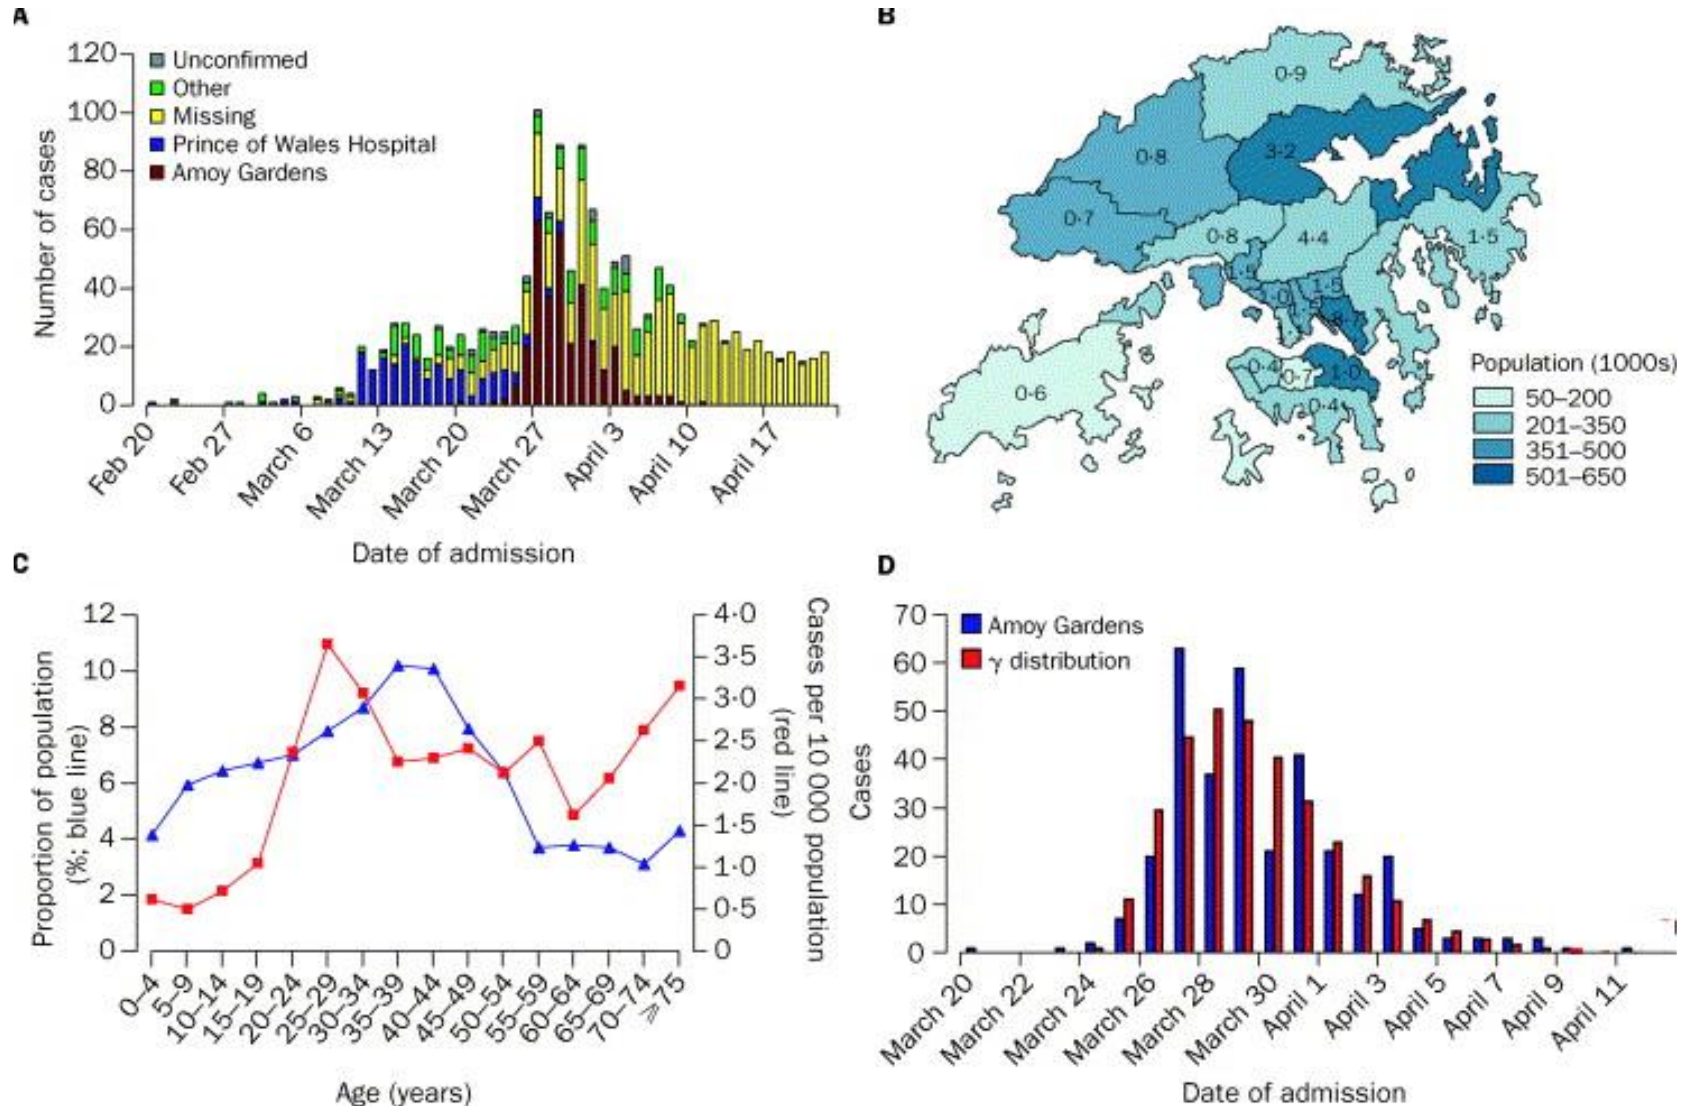 A
120
100
80
60
40
20
0
Number of cases
Unconfirmed
Other
Missing
Prince of Wales Hospital
Amoy Gardens
Feb 20
Feb 27
March 6
March 13
March 20
March 27
April 3
April 10
April 17
Date of admission
B
0·9
3·2
0·8
0·7
0·8
4·4
1·5
1·5
1·5
0·4
0·7
1·0
0·4
0·6
Population (1000s)
50–200
201–350
351–500
501–650
C
12
10
8
6
4
2
0
Proportion of population
(%; blue line)
4·0
3·5
3·0
2·5
2·0
1·5
1·0
0·5
0
Cases per 10 000 population
(red line)
0–4
5–9
10–14
15–19
20–24
25–29
30–34
35–39
40–44
45–49
50–54
55–59
60–64
65–69
70–74
⩾75
Age (years)
D
70
60
50
40
30
20
10
0
Cases
Amoy Gardens
γ distribution
March 20
March 22
March 24
March 26
March 28
March 30
April 1
April 3
April 5
April 7
April 9
April 11
Date of admission